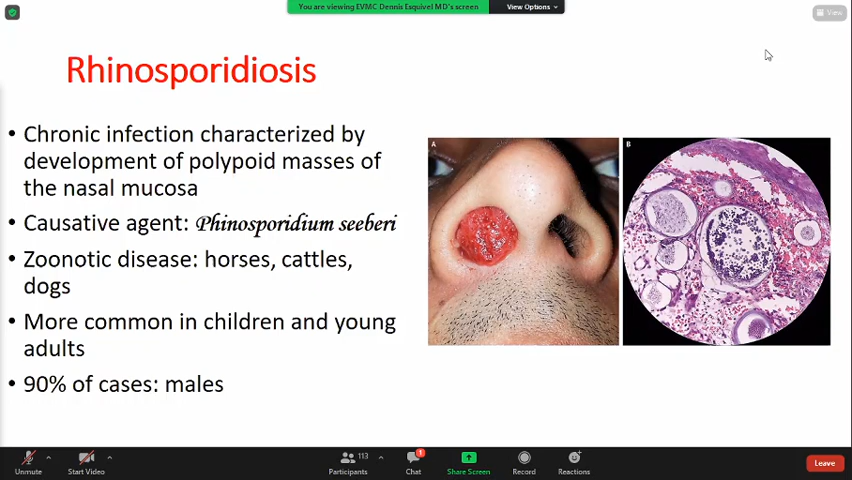 You are viewing EVMC Dennis Esquivel MD's screen
View Options
View
Rhinosporidiosis
• Chronic infection characterized by
development of polypoid masses of
the nasal mucosa
• Causative agent: Phinosporidium seeberi
• Zoonotic disease: horses, cattles,
dogs
• More common in children and young
adults
• 90% of cases: males
A
B
Unmute
Start Video
113
Participants
1
Chat
Share Screen
Record
Reactions
Leave